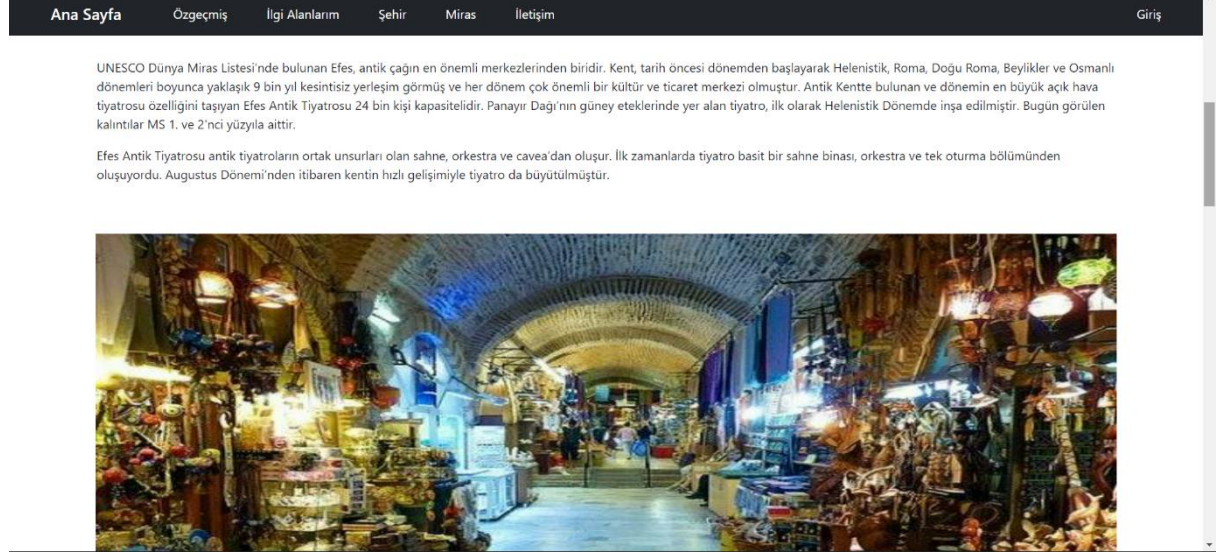 Ana Sayfa Özgeçmiş İlgi Alanlarım Şehir Miras İletişim Giriş
UNESCO Dünya Miras Listesi'nde bulunan Efes, antik çağın en önemli merkezlerinden biridir. Kent, tarih öncesi dönemden başlayarak Helenistik, Roma, Doğu Roma, Beylikler ve Osmanlı
dönemleri boyunca yaklaşık 9 bin yıl kesintisiz yerleşim görmüş ve her dönem çok önemli bir kültür ve ticaret merkezi olmuştur. Antik Kentte bulunan ve dönemin en büyük açık hava
tiyatrosu özelliğini taşıyan Efes Antik Tiyatrosu 24 bin kişi kapasitelidir. Panayır Dağı'nın güney eteklerinde yer alan tiyatro, ilk olarak Helenistik Dönemde inşa edilmiştir. Bugün görülen
kalıntılar MS 1. ve 2'nci yüzyıla aittir.
Efes Antik Tiyatrosu antik tiyatroların ortak unsurları olan sahne, orkestra ve cavea'dan oluşur. İlk zamanlarda tiyatro basit bir sahne binası, orkestra ve tek oturma bölümünden
oluşuyordu. Augustus Dönemi'nden itibaren kentin hızlı gelişimiyle tiyatro da büyütülmüştür.